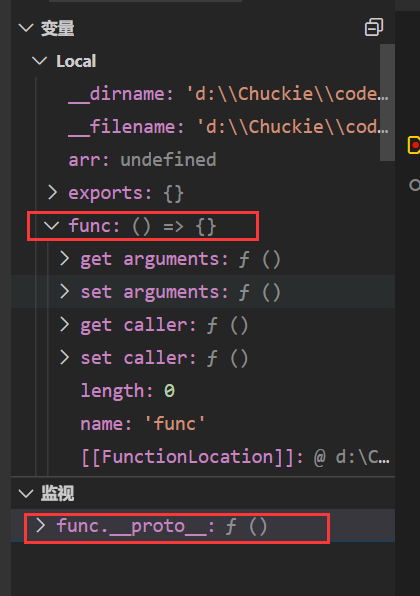 变量
Local
__dirname: 'd:\\Chuckie\\code…
__filename: 'd:\\Chuckie\\cod…
arr: undefined
exports: {}
func: () => {}
get arguments: ƒ ()
set arguments: ƒ ()
get caller: ƒ ()
set caller: ƒ ()
length: 0
name: 'func'
[[FunctionLocation]]: @ d:\C…
监视
func.__proto__: ƒ ()